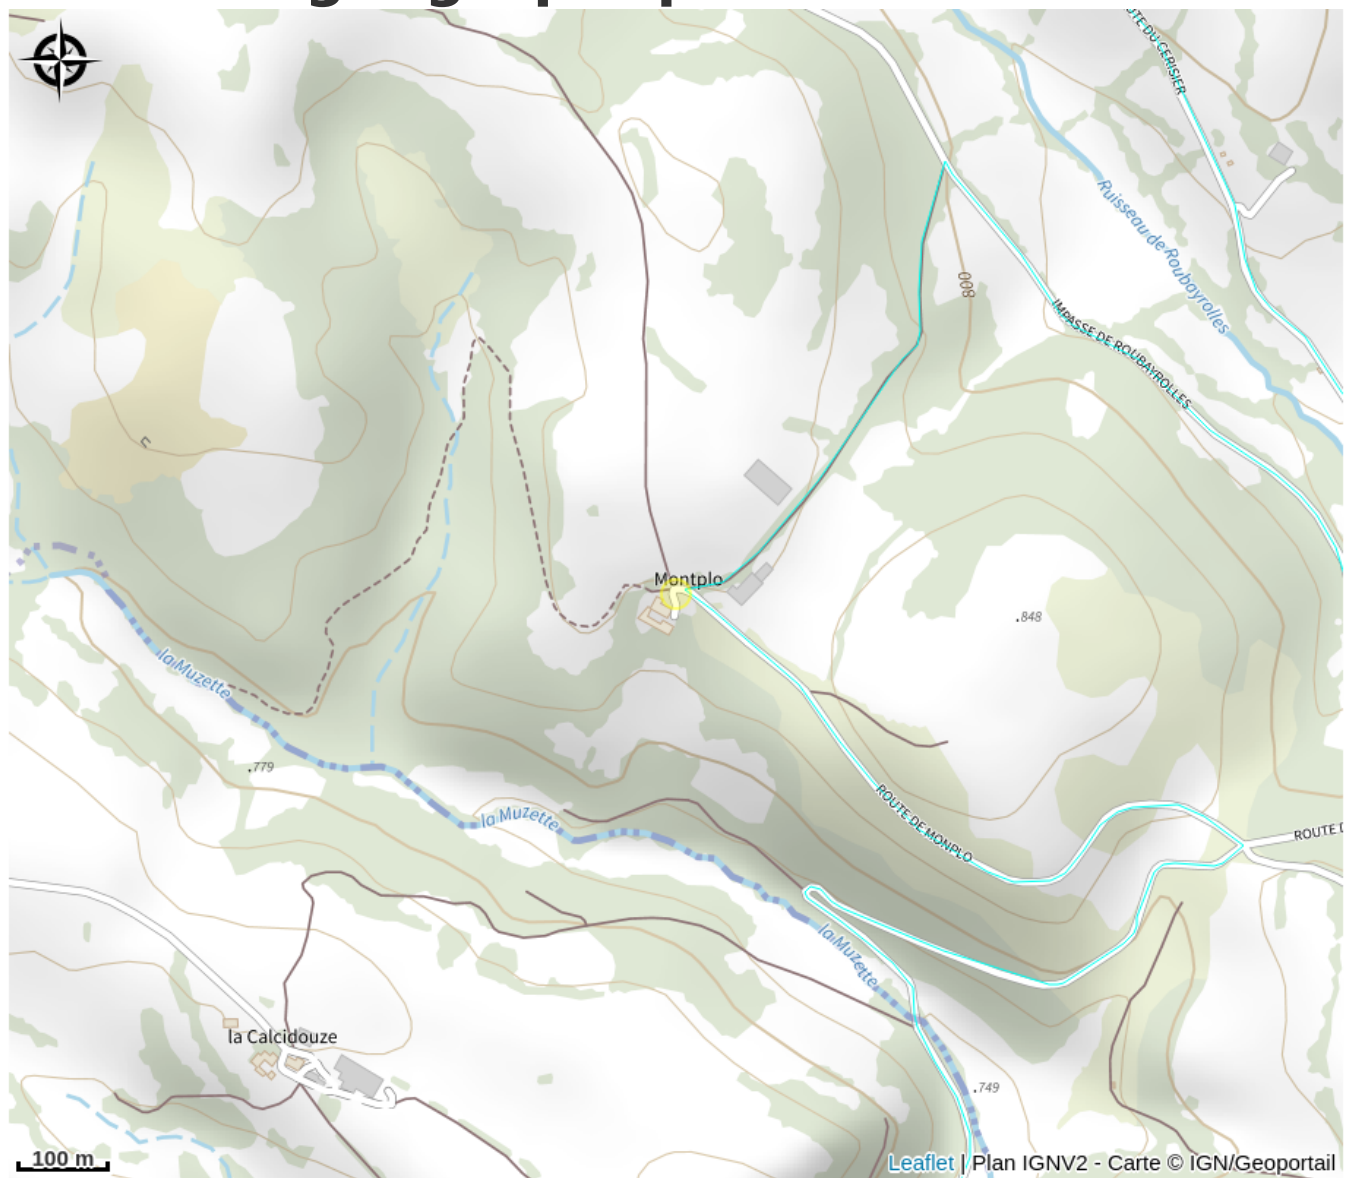 TE DU CERISIER
Ruisseau de Roubayrolles
800
IMPASSE DE ROUBAYROLLES
Montplo
.848
la Muzette
.779
la Muzette
ROUTE DE MONPLO
ROUTE D
la Muzette
la Calcidouze
.749
100 m
Leaflet | Plan IGNV2 - Carte © IGN/Geoportail